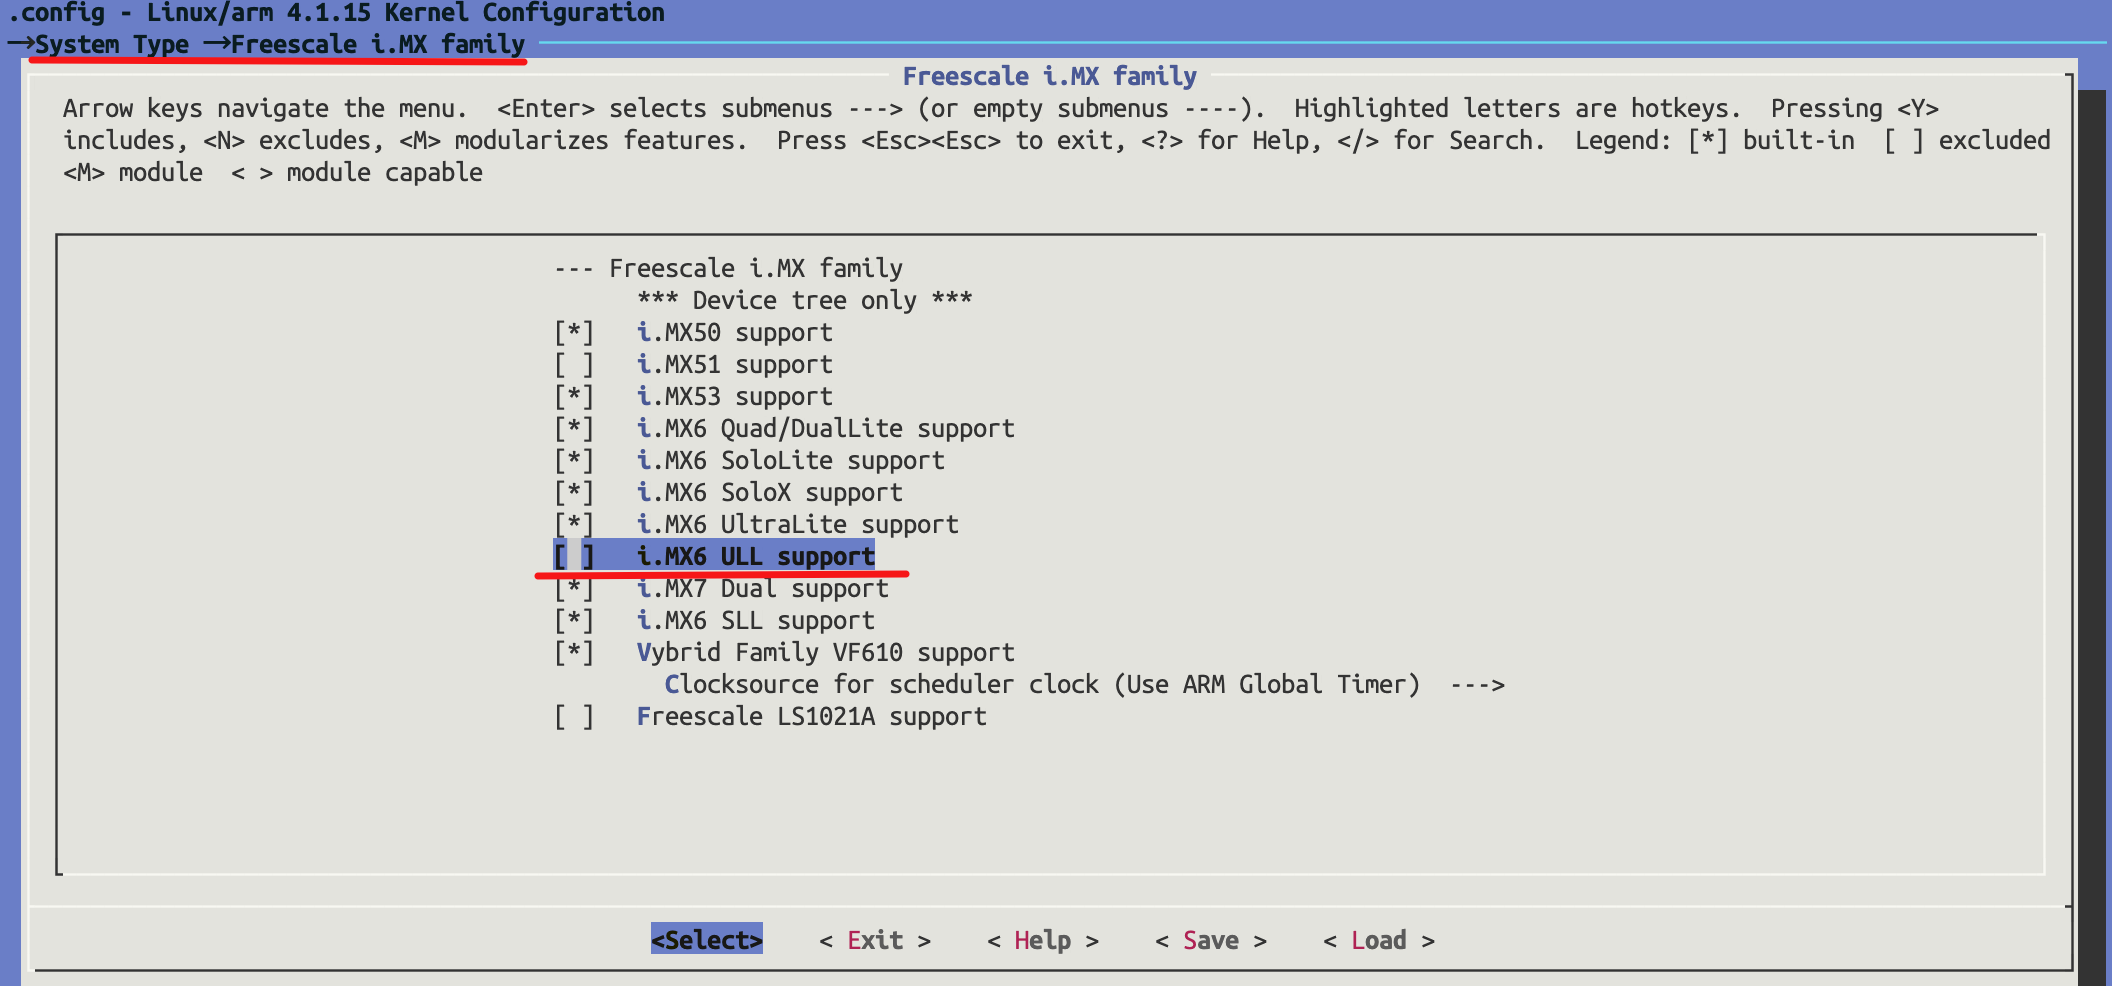 .config - Linux/arm 4.1.15 Kernel Configuration
→System Type →Freescale i.MX family
Freescale i.MX family
Arrow keys navigate the menu.  <Enter> selects submenus ---> (or empty submenus ----).  Highlighted letters are hotkeys.  Pressing <Y>
includes, <N> excludes, <M> modularizes features.  Press <Esc><Esc> to exit, <?> for Help, </> for Search.  Legend: [*] built-in  [ ] excluded
<M> module  < > module capable
--- Freescale i.MX family
*** Device tree only ***
[*]   i.MX50 support
[ ]   i.MX51 support
[*]   i.MX53 support
[*]   i.MX6 Quad/DualLite support
[*]   i.MX6 SoloLite support
[*]   i.MX6 SoloX support
[*]   i.MX6 UltraLite support
[ ]   i.MX6 ULL support
[*]   i.MX7 Dual support
[*]   i.MX6 SLL support
[*]   Vybrid Family VF610 support
Clocksource for scheduler clock (Use ARM Global Timer)  --->
[ ]   Freescale LS1021A support
<Select>    < Exit >    < Help >    < Save >    < Load >